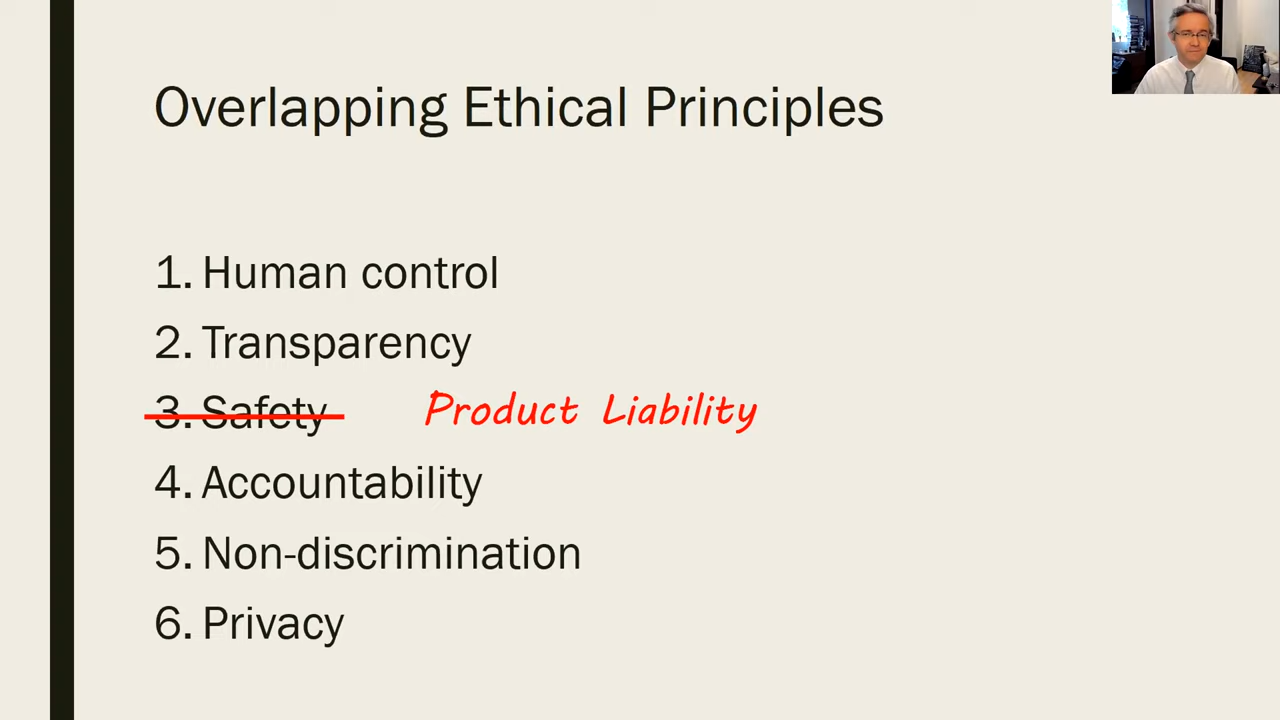 Overlapping Ethical Principles
1. Human control
2. Transparency
3. Safety Product Liability
4. Accountability
5. Non-discrimination
6. Privacy